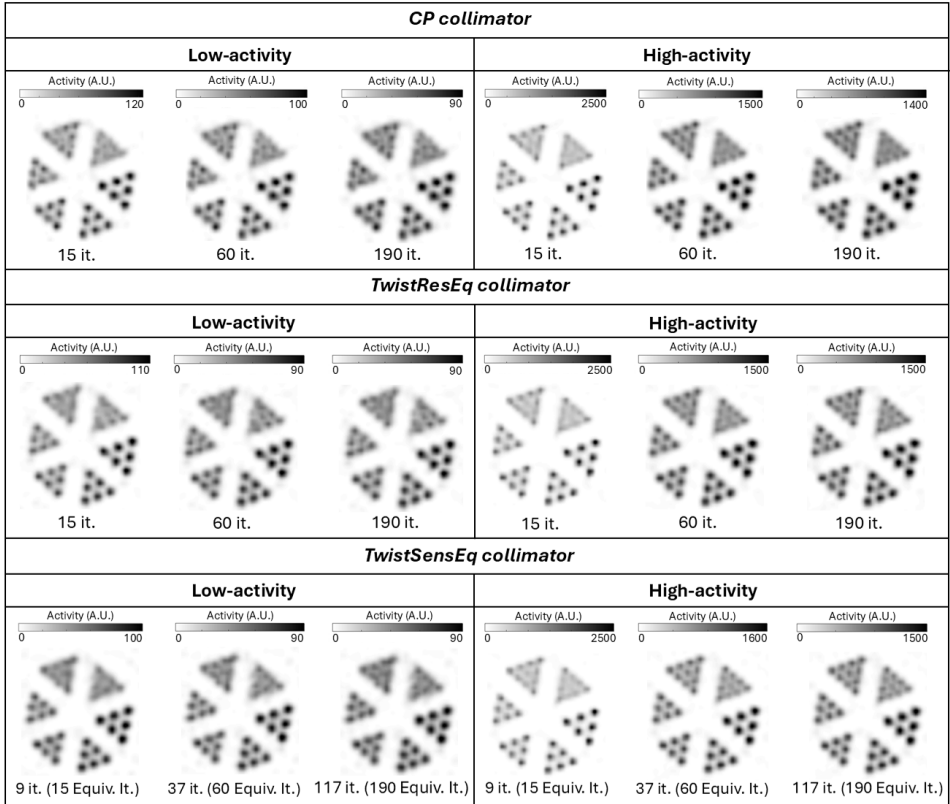 CP collimator
Low-activity High-activity
Activity (A.U.) Activity (A.U.) Activity (A.U.) Activity (A.U.) Activity (A.U.) Activity (A.U.)
0 120 0 100 0 90 0 2500 0 1500 0 1400
15 it. 60 it. 190 it. 15 it. 60 it. 190 it.
TwistResEq collimator
Low-activity High-activity
Activity (A.U.) Activity (A.U.) Activity (A.U.) Activity (A.U.) Activity (A.U.) Activity (A.U.)
0 110 0 90 0 90 0 2500 0 1500 0 1500
15 it. 60 it. 190 it. 15 it. 60 it. 190 it.
TwistSensEq collimator
Low-activity High-activity
Activity (A.U.) Activity (A.U.) Activity (A.U.) Activity (A.U.) Activity (A.U.) Activity (A.U.)
0 100 0 90 0 90 0 2500 0 1600 0 1500
9 it. (15 Equiv. It.) 37 it. (60 Equiv. It.) 117 it. (190 Equiv. It.) 9 it. (15 Equiv. It.) 37 it. (60 Equiv. It.) 117 it. (190 Equiv. It.)